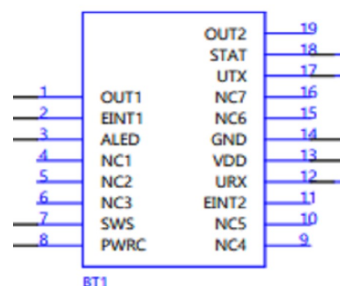 OUT2 19
STAT 18
UTX 17
1 OUT1 NC7 16
2 EINT1 NC6 15
3 ALED GND 14
4 NC1 VDD 13
5 NC2 URX 12
6 NC3 EINT2 11
7 SWS NC5 10
8 PWRC NC4 9
BT1